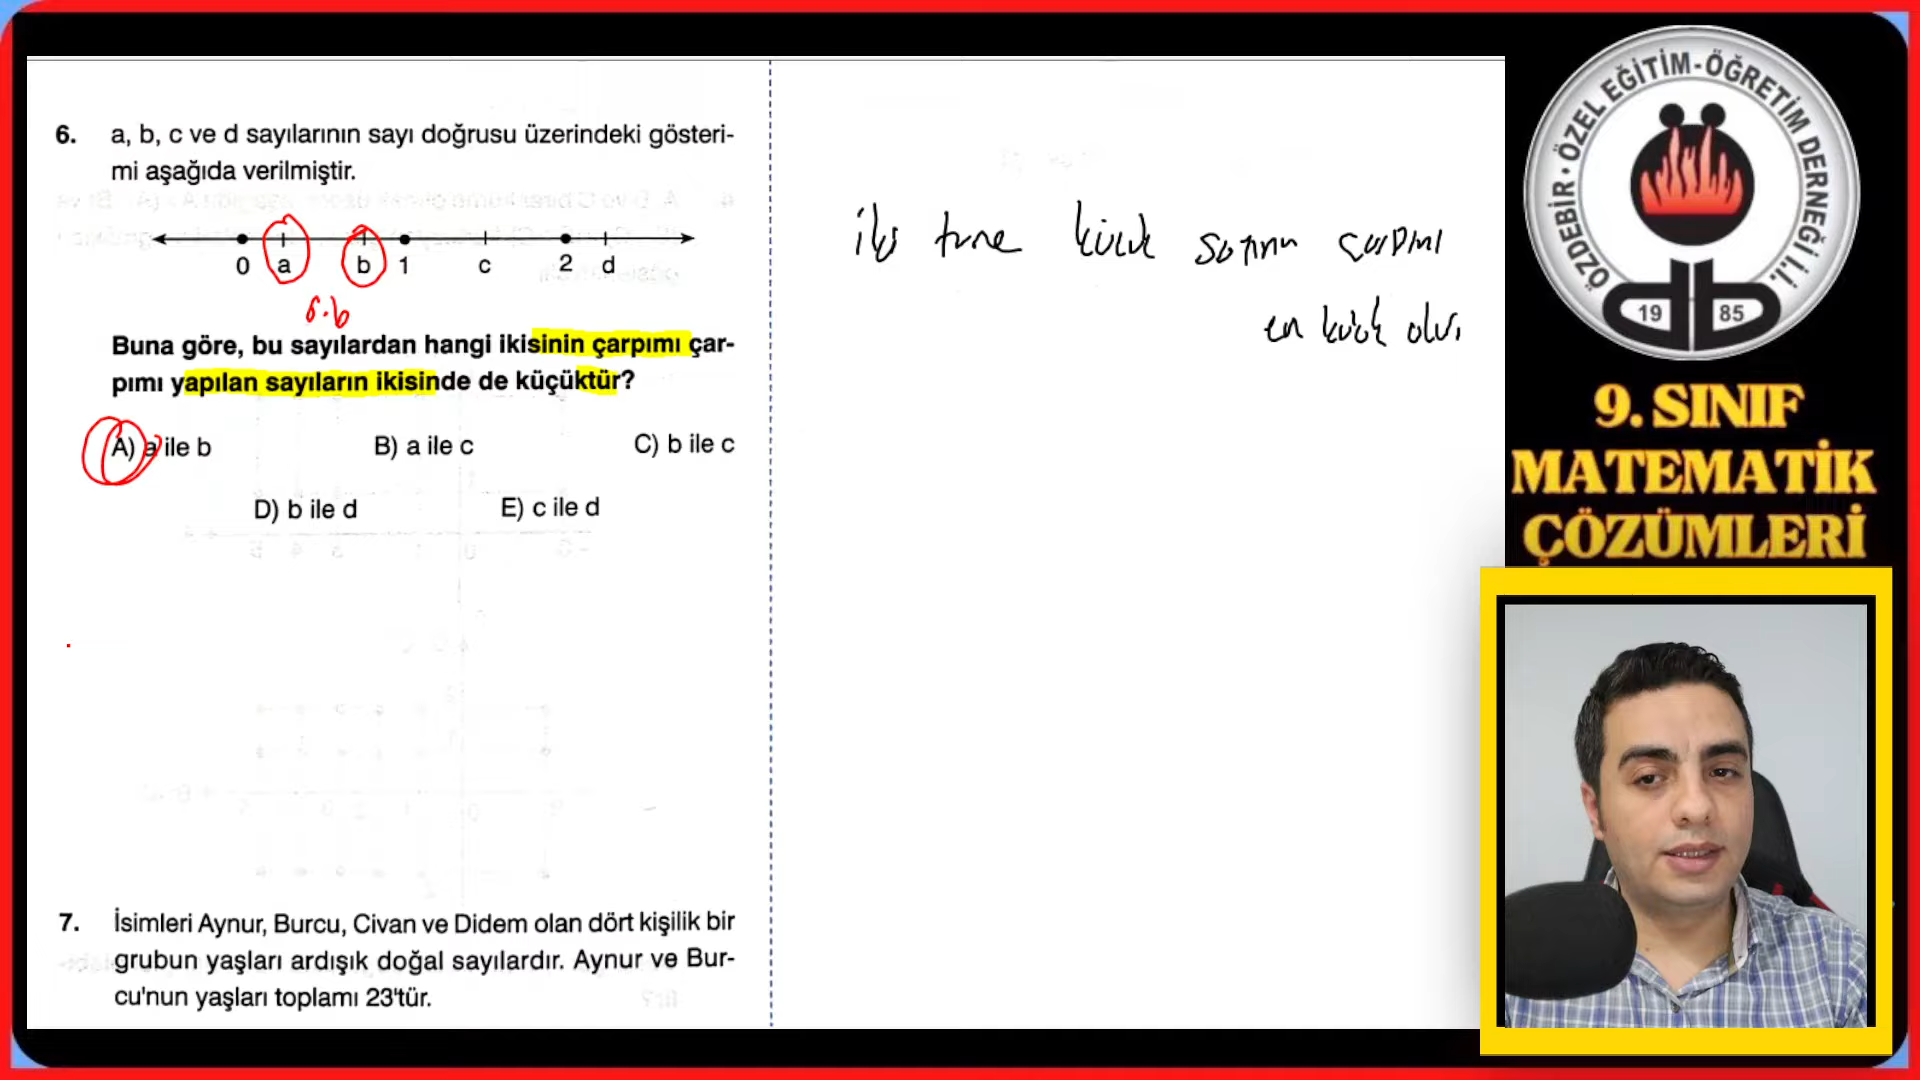 6. a, b, c ve d sayılarının sayı doğrusu üzerindeki gösteri-
mi aşağıda verilmiştir.
0 a b 1 c 2 d
a.b
Buna göre, bu sayılardan hangi ikisinin çarpımı çar-
pımı yapılan sayıların ikisinde de küçüktür?
A) a ile b B) a ile c C) b ile c
D) b ile d E) c ile d
7. İsimleri Aynur, Burcu, Civan ve Didem olan dört kişilik bir
grubun yaşları ardışık doğal sayılardır. Aynur ve Bur-
cu'nun yaşları toplamı 23'tür.
iki tane küçük sayının çarpımı
en küçük olur
ÖZDEBİR · ÖZEL EĞİTİM-ÖĞRETİM DERNEĞİ İ.İ.
19 85
9. SINIF
MATEMATİK
ÇÖZÜMLERİ